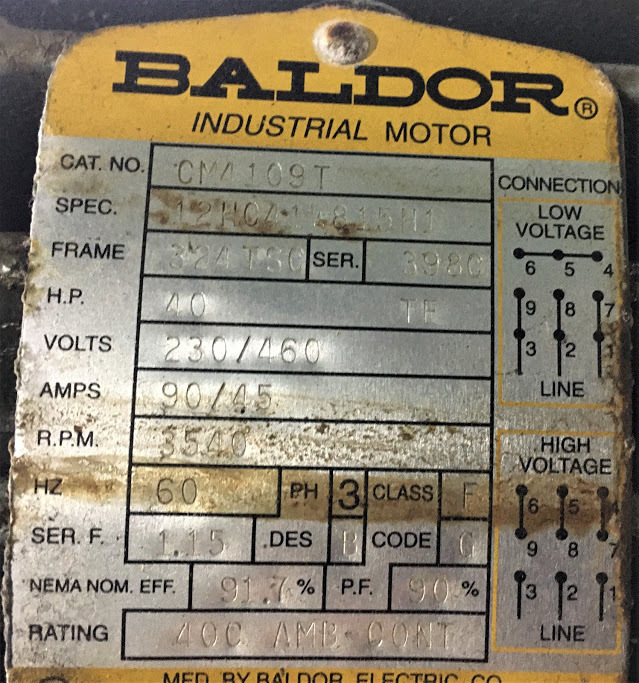 BALDOR®
INDUSTRIAL MOTOR
CAT. NO. CM4109T
SPEC.
FRAME 324TSC SER. 398C
H.P. 40 TF
VOLTS 230/460
AMPS 90/45
R.P.M. 3540
HZ 60 PH 3 CLASS F
SER. F. 1.15 DES B CODE G
NEMA NOM. EFF. 91.7 % P.F. 90 %
RATING 40C AMB-CONT
CONNECTION
LOW
VOLTAGE
6 5 4
9 8 7
3 2 1
LINE
HIGH
VOLTAGE
6 5 4
9 8 7
3 2 1
LINE
MFD. BY BALDOR ELECTRIC CO.